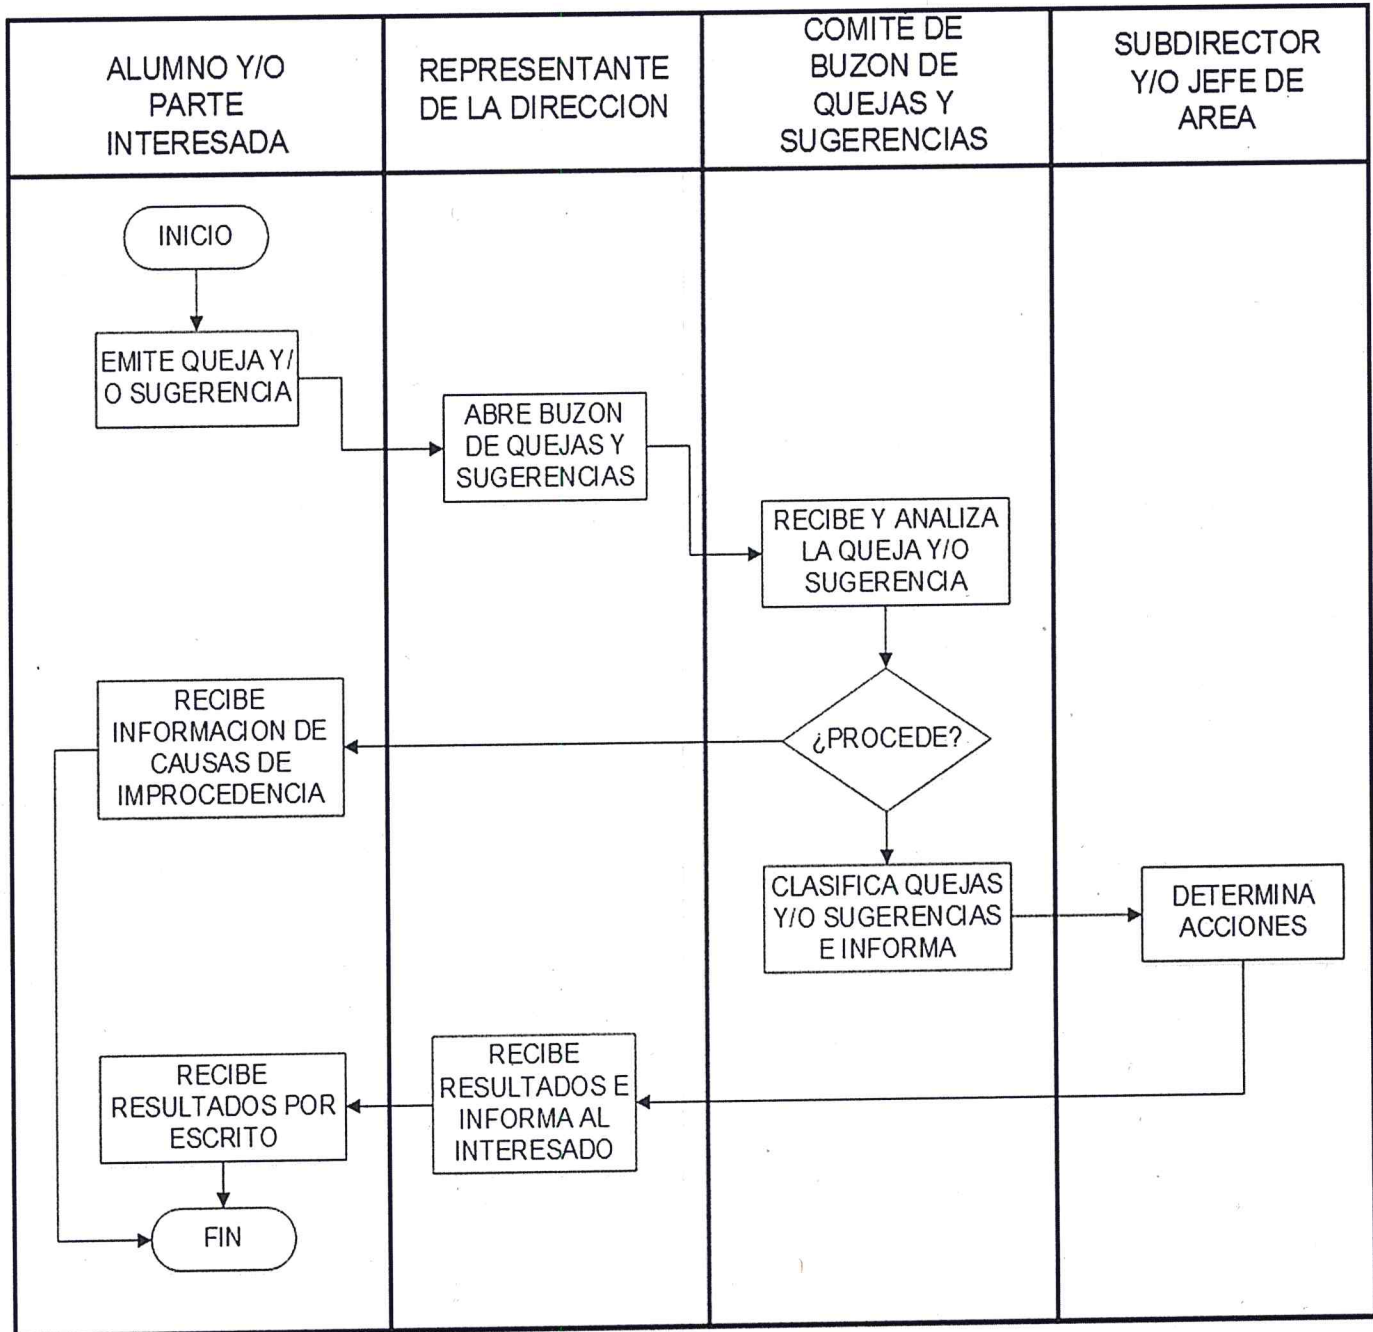 ALUMNO Y/O
PARTE
INTERESADA
REPRESENTANTE
DE LA DIRECCION
COMITE DE
BUZON DE
QUEJAS Y
SUGERENCIAS
SUBDIRECTOR
Y/O JEFE DE
AREA
INICIO
EMITE QUEJA Y/
O SUGERENCIA
ABRE BUZON
DE QUEJAS Y
SUGERENCIAS
RECIBE Y ANALIZA
LA QUEJA Y/O
SUGERENCIA
¿PROCEDE?
RECIBE
INFORMACION DE
CAUSAS DE
IMPROCEDENCIA
CLASIFICA QUEJAS
Y/O SUGERENCIAS
E INFORMA
DETERMINA
ACCIONES
RECIBE
RESULTADOS E
INFORMA AL
INTERESADO
RECIBE
RESULTADOS POR
ESCRITO
FIN